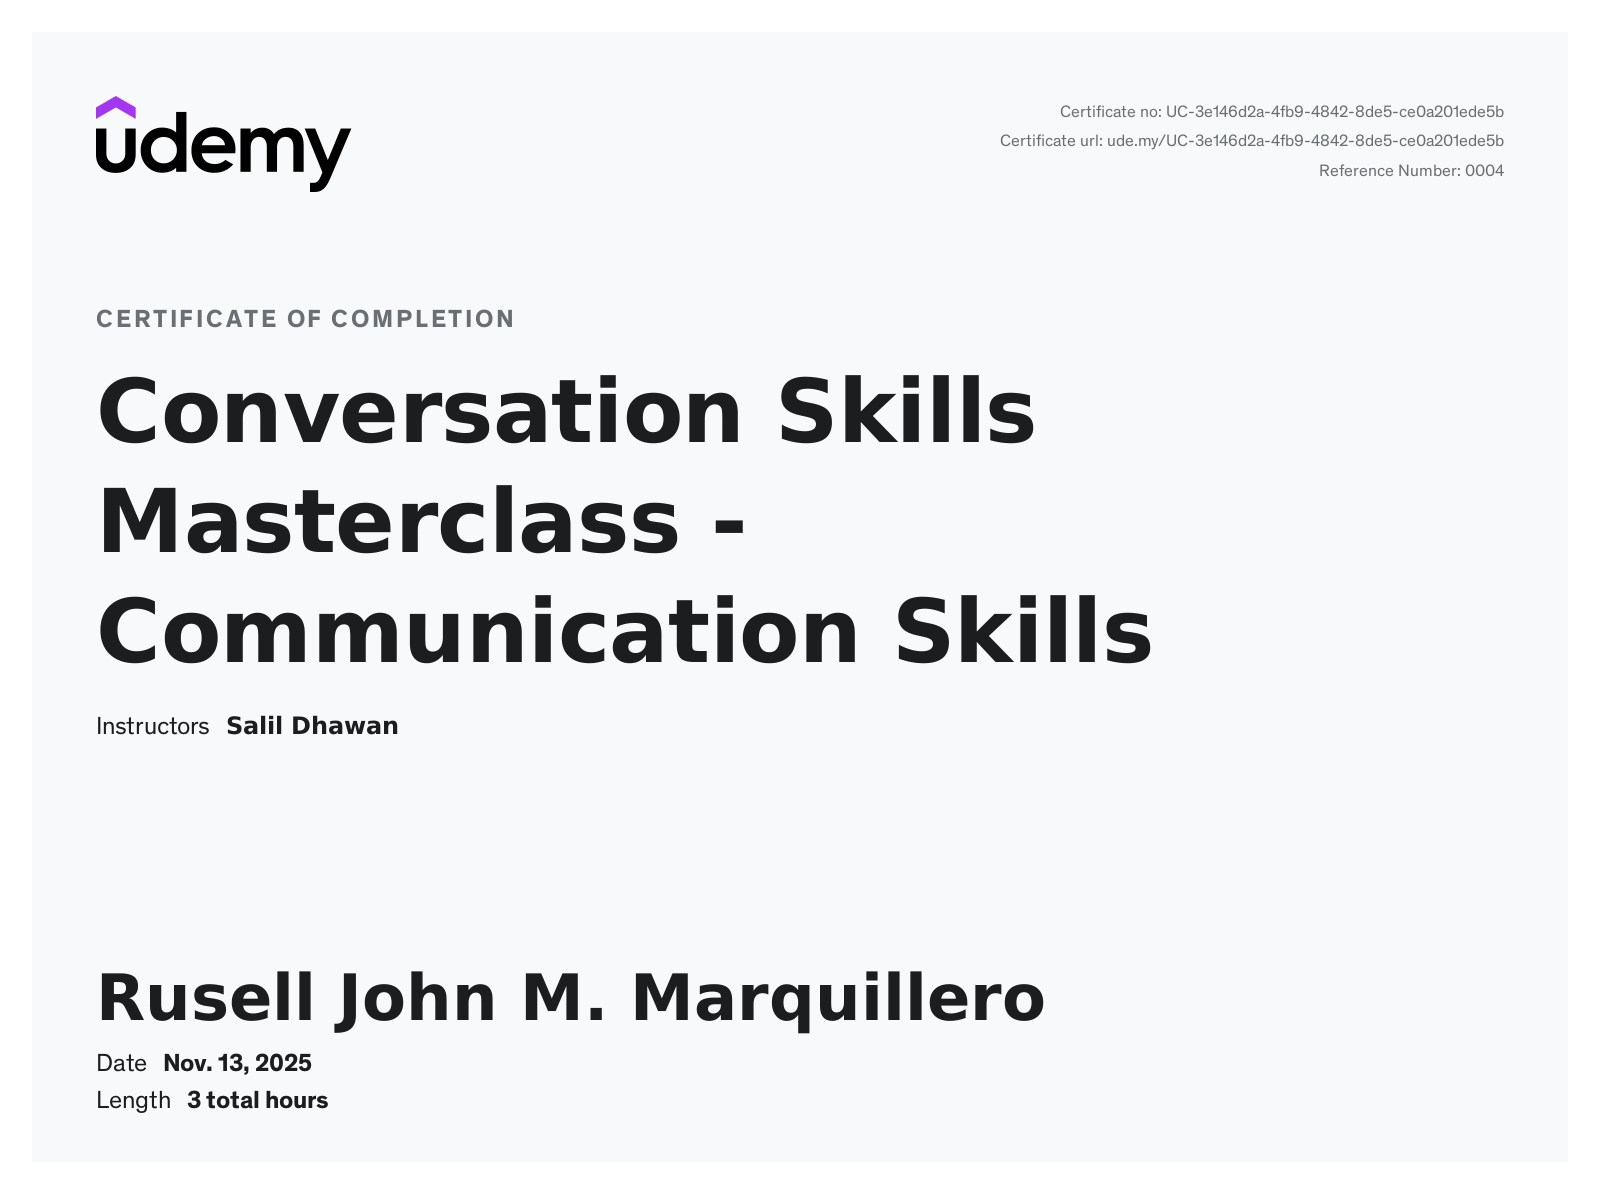 udemy
Certificate no: UC-3e146d2a-4fb9-4842-8de5-ce0a201ede5b
Certificate url: ude.my/UC-3e146d2a-4fb9-4842-8de5-ce0a201ede5b
Reference Number: 0004
CERTIFICATE OF COMPLETION
Conversation Skills
Masterclass -
Communication Skills
Instructors Salil Dhawan
Rusell John M. Marquillero
Date Nov. 13, 2025
Length 3 total hours